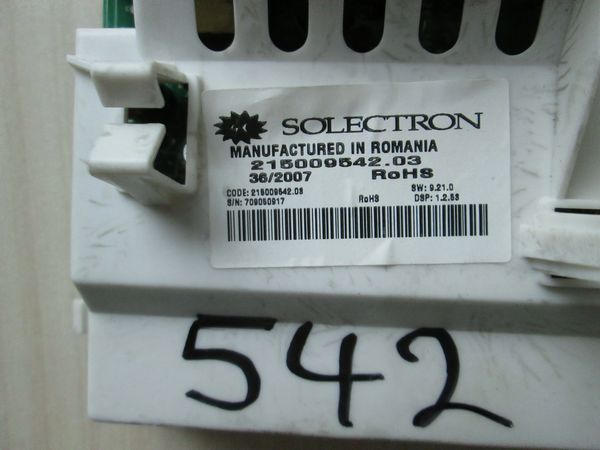 SOLECTRON
MANUFACTURED IN ROMANIA
215009542.03
36/2007 RoHS
CODE: 215009542.03 SW: 9.21.0
S/N: 709050917 RoHS DSP: 1.2.53
542